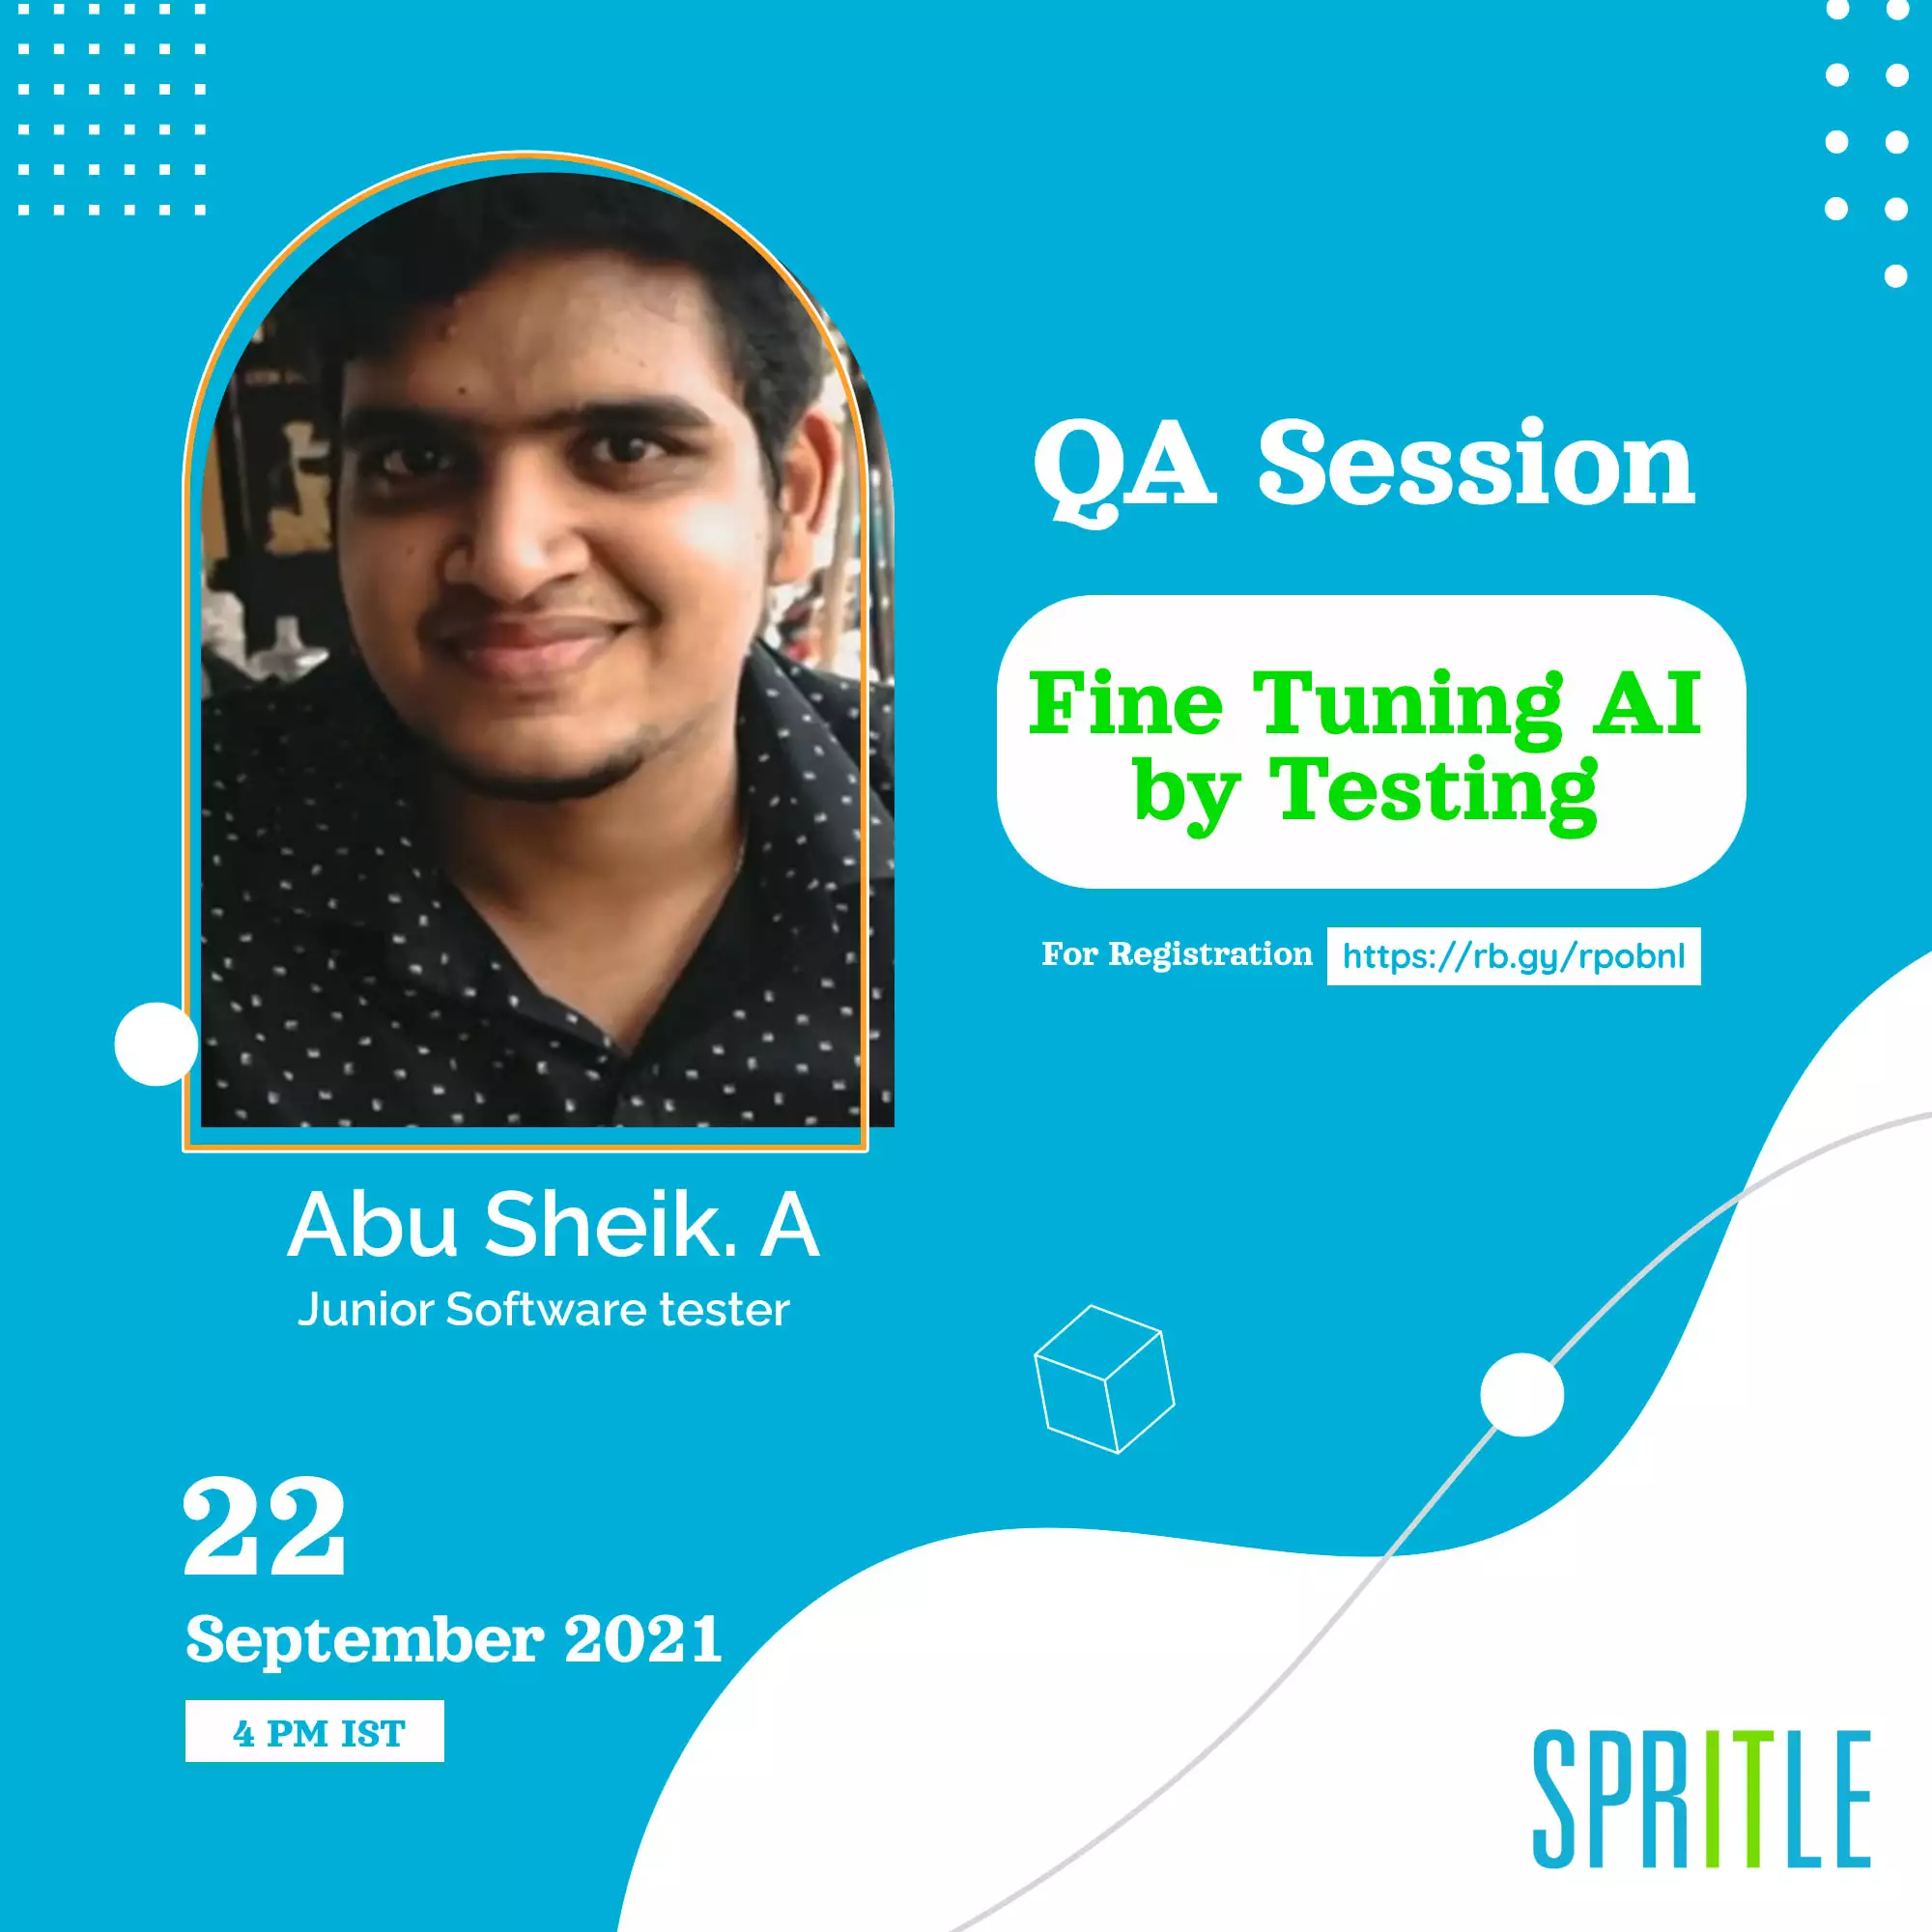 QA Session
Fine Tuning AI
by Testing
For Registration https://rb.gy/rpobnl
Abu Sheik. A
Junior Software tester
22
September 2021
4 PM IST
SPRITLE